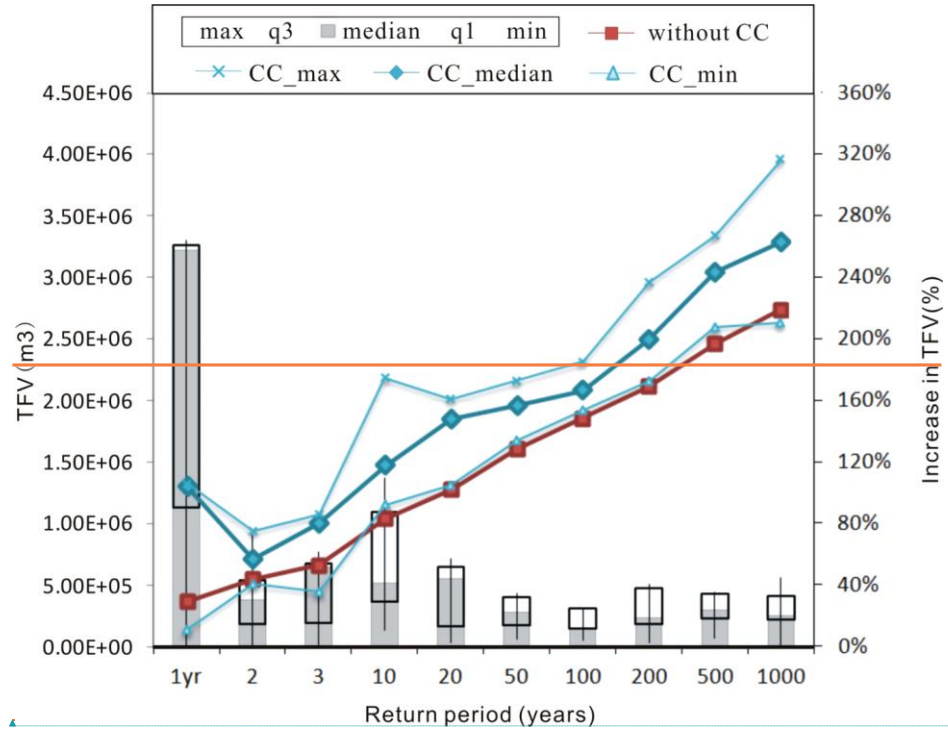 max q3 median q1 min without CC
CC_max CC_median CC_min
4.50E+06 360%
4.00E+06 320%
3.50E+06 280%
3.00E+06 240%
2.50E+06 200%
2.00E+06 160%
1.50E+06 120%
1.00E+06 80%
5.00E+05 40%
0.00E+00 0%
TFV (m3)
Increase in TFV(%)
1yr 2 3 10 20 50 100 200 500 1000
Return period (years)